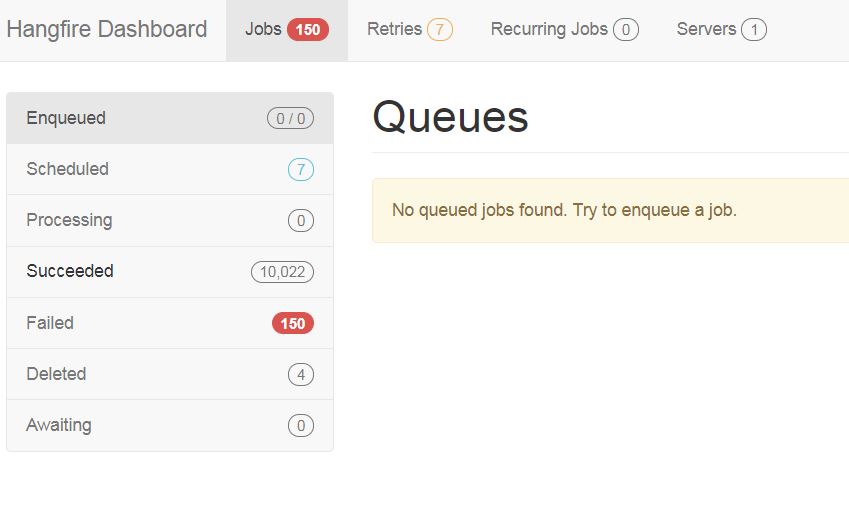 Hangfire Dashboard Jobs 150 Retries 7 Recurring Jobs 0 Servers 1
Enqueued 0 / 0
Scheduled 7
Processing 0
Succeeded 10,022
Failed 150
Deleted 4
Awaiting 0
Queues
No queued jobs found. Try to enqueue a job.